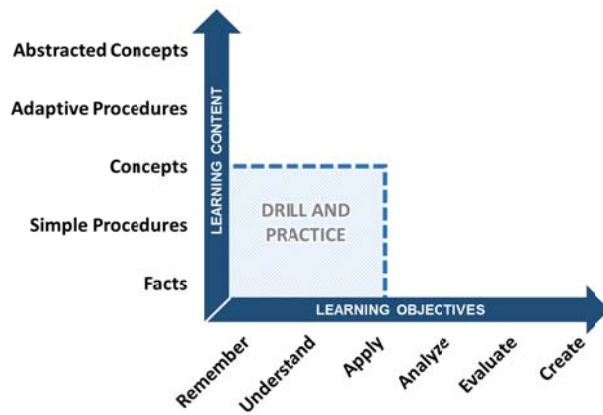 Abstracted Concepts
Adaptive Procedures
Concepts
Simple Procedures
Facts
LEARNING CONTENT
DRILL AND
PRACTICE
LEARNING OBJECTIVES
Remember
Understand
Apply
Analyze
Evaluate
Create